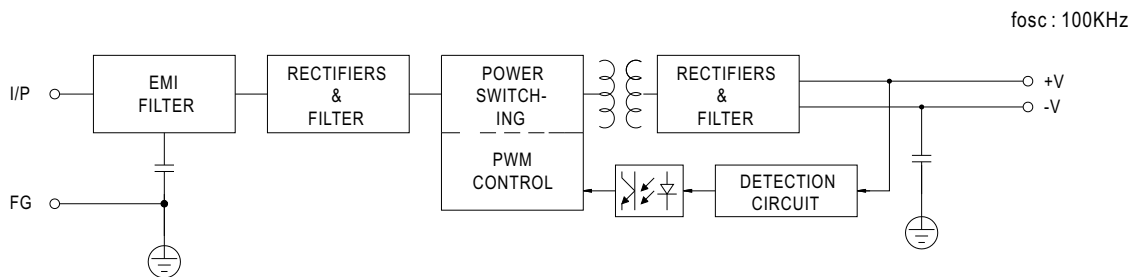 fosc : 100KHz
I/P
EMI
FILTER
RECTIFIERS
&
FILTER
POWER
SWITCH-
ING
PWM
CONTROL
RECTIFIERS
&
FILTER
+V
-V
DETECTION
CIRCUIT
FG